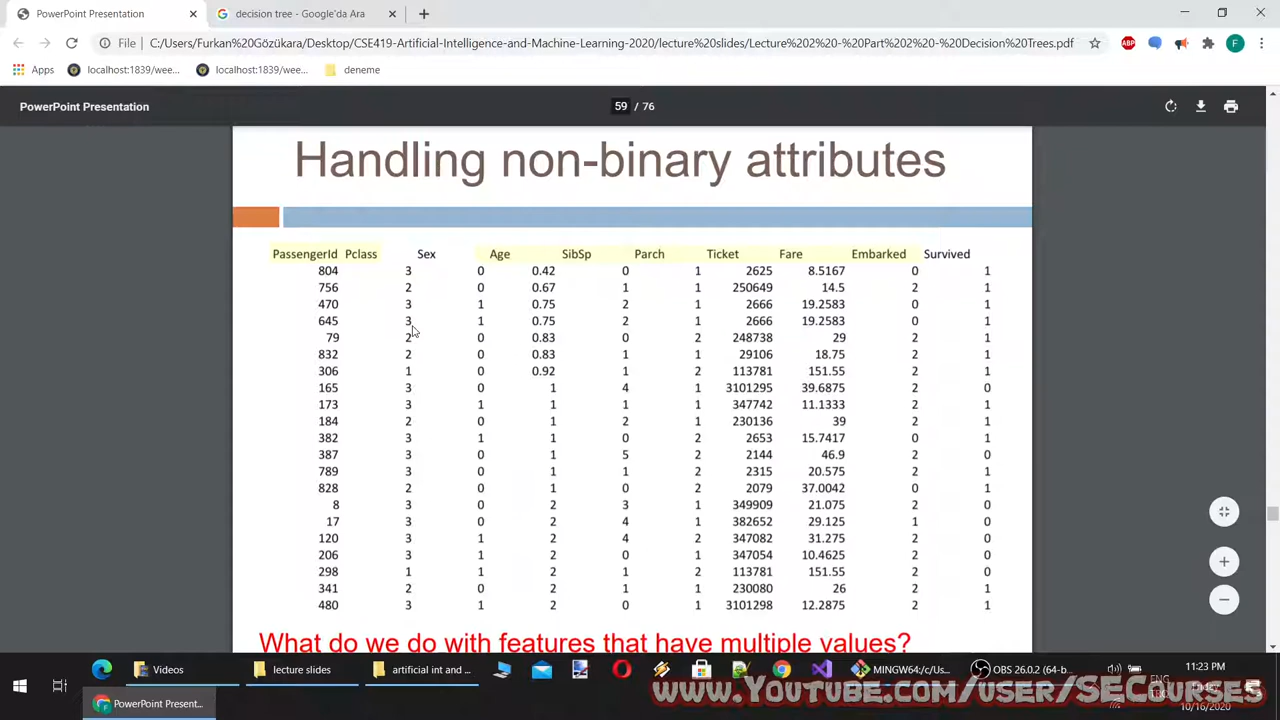 PowerPoint Presentation
decision tree - Google'da Ara
File
C:/Users/Furkan%20Gözükara/Desktop/CSE419-Artificial-Intelligence-and-Machine-Learning-2020/lecture%20slides/Lecture%202%20-%20Part%202%20-%20Decision%20Trees.pdf
ABP
F
Apps
localhost:1839/wee...
localhost:1839/wee...
deneme
PowerPoint Presentation
59 / 76
Handling non-binary attributes
PassengerId Pclass Sex Age SibSp Parch Ticket Fare Embarked Survived
804 3 0 0.42 0 1 2625 8.5167 0 1
756 2 0 0.67 1 1 250649 14.5 2 1
470 3 1 0.75 2 1 2666 19.2583 0 1
645 3 1 0.75 2 1 2666 19.2583 0 1
79 2 0 0.83 0 2 248738 29 2 1
832 2 0 0.83 1 1 29106 18.75 2 1
306 1 0 0.92 1 2 113781 151.55 2 1
165 3 0 1 4 1 3101295 39.6875 2 0
173 3 1 1 1 1 347742 11.1333 2 1
184 2 0 1 2 1 230136 39 2 1
382 3 1 1 0 2 2653 15.7417 0 1
387 3 0 1 5 2 2144 46.9 2 0
789 3 0 1 1 2 2315 20.575 2 1
828 2 0 1 0 2 2079 37.0042 0 1
8 3 0 2 3 1 349909 21.075 2 0
17 3 0 2 4 1 382652 29.125 1 0
120 3 1 2 4 2 347082 31.275 2 0
206 3 1 2 0 1 347054 10.4625 2 0
298 1 1 2 1 2 113781 151.55 2 0
341 2 0 2 1 1 230080 26 2 1
480 3 1 2 0 1 3101298 12.2875 2 1
What do we do with features that have multiple values?
Videos
lecture slides
artificial int and ...
MINGW64:/c/Us...
OBS 26.0.2 (64-b...
ENG
11:23 PM
PowerPoint Present...
10/16/2020
www.Youtube.com/user/SECourses